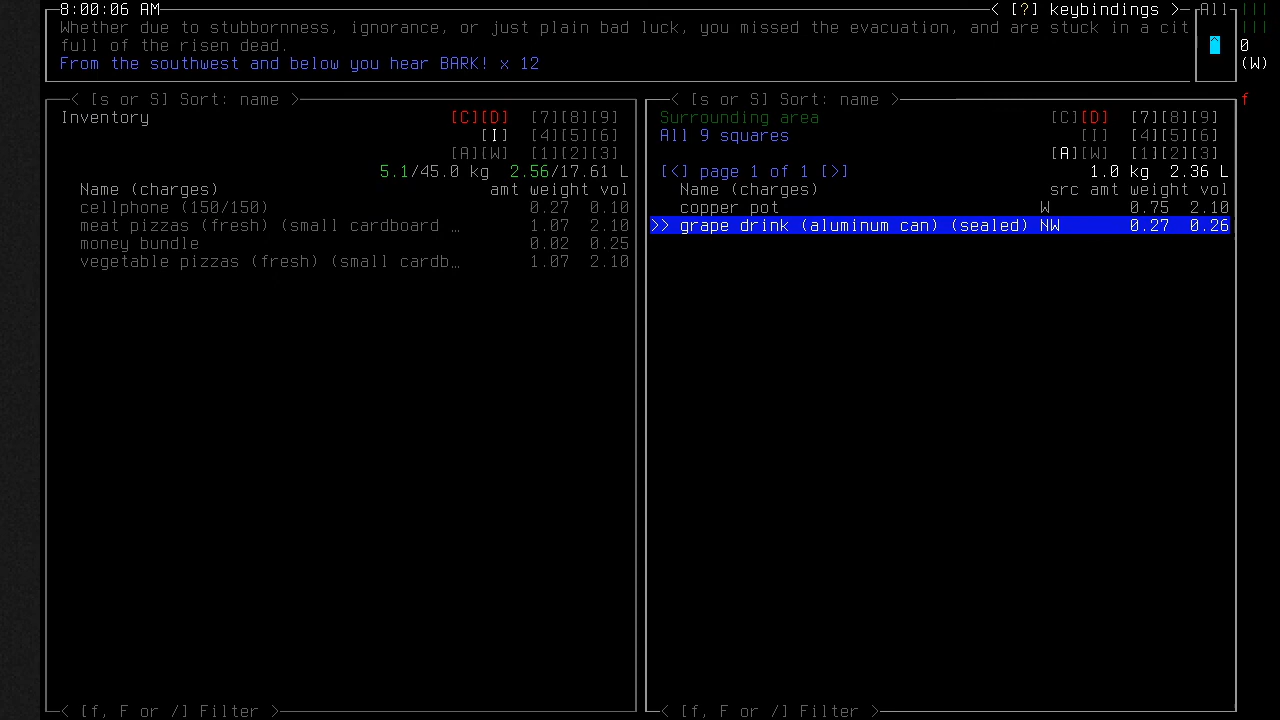 8:00:06 AM < [?] keybindings > All
Whether due to stubbornness, ignorance, or just plain bad luck, you missed the evacuation, and are stuck in a cit
full of the risen dead.
From the southwest and below you hear BARK! x 12
0
(W)
f
< [s or S] Sort: name >
Inventory [C][D] [7][8][9]
[I] [4][5][6]
[A][W] [1][2][3]
5.1/45.0 kg 2.56/17.61 L
Name (charges) amt weight vol
cellphone (150/150) 0.27 0.10
meat pizzas (fresh) (small cardboard … 1.07 2.10
money bundle 0.02 0.25
vegetable pizzas (fresh) (small cardb… 1.07 2.10
< [f, F or /] Filter >
< [s or S] Sort: name >
Surrounding area [C][D] [7][8][9]
All 9 squares [I] [4][5][6]
[A][W] [1][2][3]
[<] page 1 of 1 [>] 1.0 kg 2.36 L
Name (charges) src amt weight vol
copper pot W 0.75 2.10
>> grape drink (aluminum can) (sealed) NW 0.27 0.26
< [f, F or /] Filter >